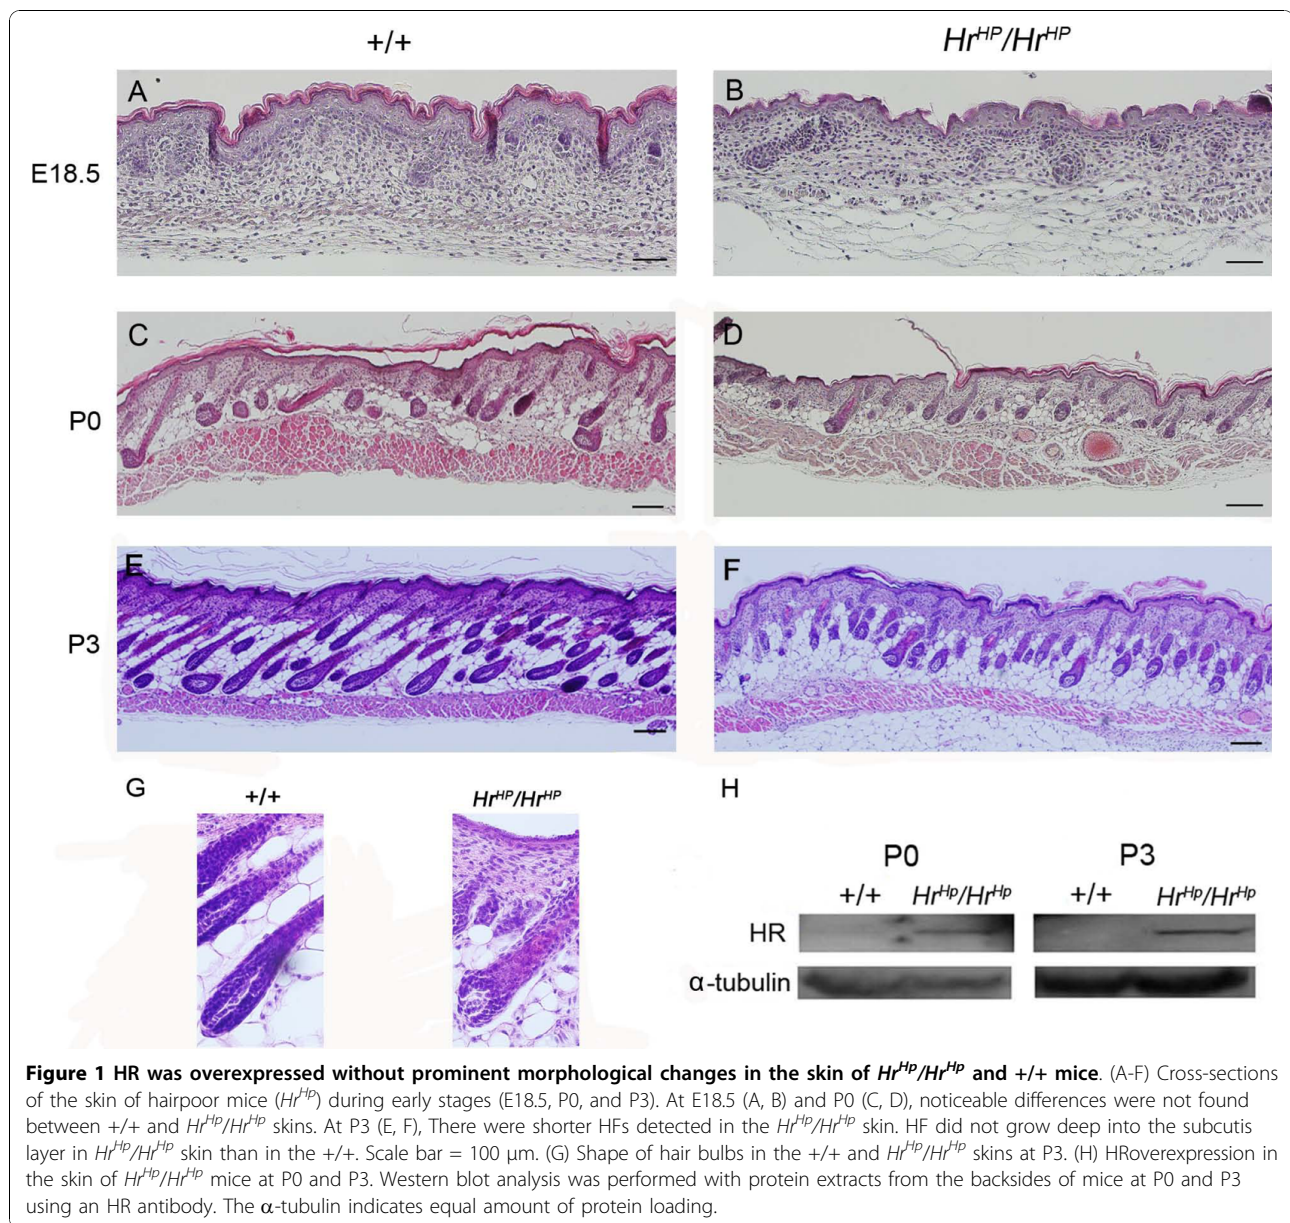 +/+ Hr^HP/Hr^HP
A B
E18.5
C D
P0
E F
P3
G H
+/+ Hr^HP/Hr^HP
P0 P3
+/+ Hr^Hp/Hr^Hp +/+ Hr^Hp/Hr^Hp
HR
α-tubulin
Figure 1 HR was overexpressed without prominent morphological changes in the skin of Hr^Hp/Hr^Hp and +/+ mice. (A-F) Cross-sections
of the skin of hairpoor mice (Hr^Hp) during early stages (E18.5, P0, and P3). At E18.5 (A, B) and P0 (C, D), noticeable differences were not found
between +/+ and Hr^Hp/Hr^Hp skins. At P3 (E, F), There were shorter HFs detected in the Hr^Hp/Hr^Hp skin. HF did not grow deep into the subcutis
layer in Hr^Hp/Hr^Hp skin than in the +/+. Scale bar = 100 μm. (G) Shape of hair bulbs in the +/+ and Hr^Hp/Hr^Hp skins at P3. (H) HRoverexpression in
the skin of Hr^Hp/Hr^Hp mice at P0 and P3. Western blot analysis was performed with protein extracts from the backsides of mice at P0 and P3
using an HR antibody. The α-tubulin indicates equal amount of protein loading.